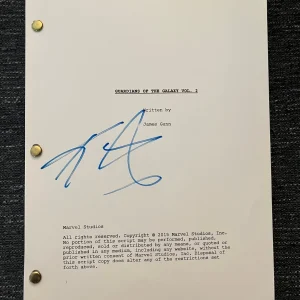 GUARDIANS OF THE GALAXY VOL. 2
Written by
James Gunn
Marvel Studios
All rights reserved. Copyright © 2015 Marvel Studios, Inc.
No portion of this script may be performed, published,
reproduced, sold or distributed by any means, or quoted or
published in any medium, including any website, without the
prior written consent of Marvel Studios, Inc. Disposal of
this script copy does not alter any of the restrictions set
forth above.